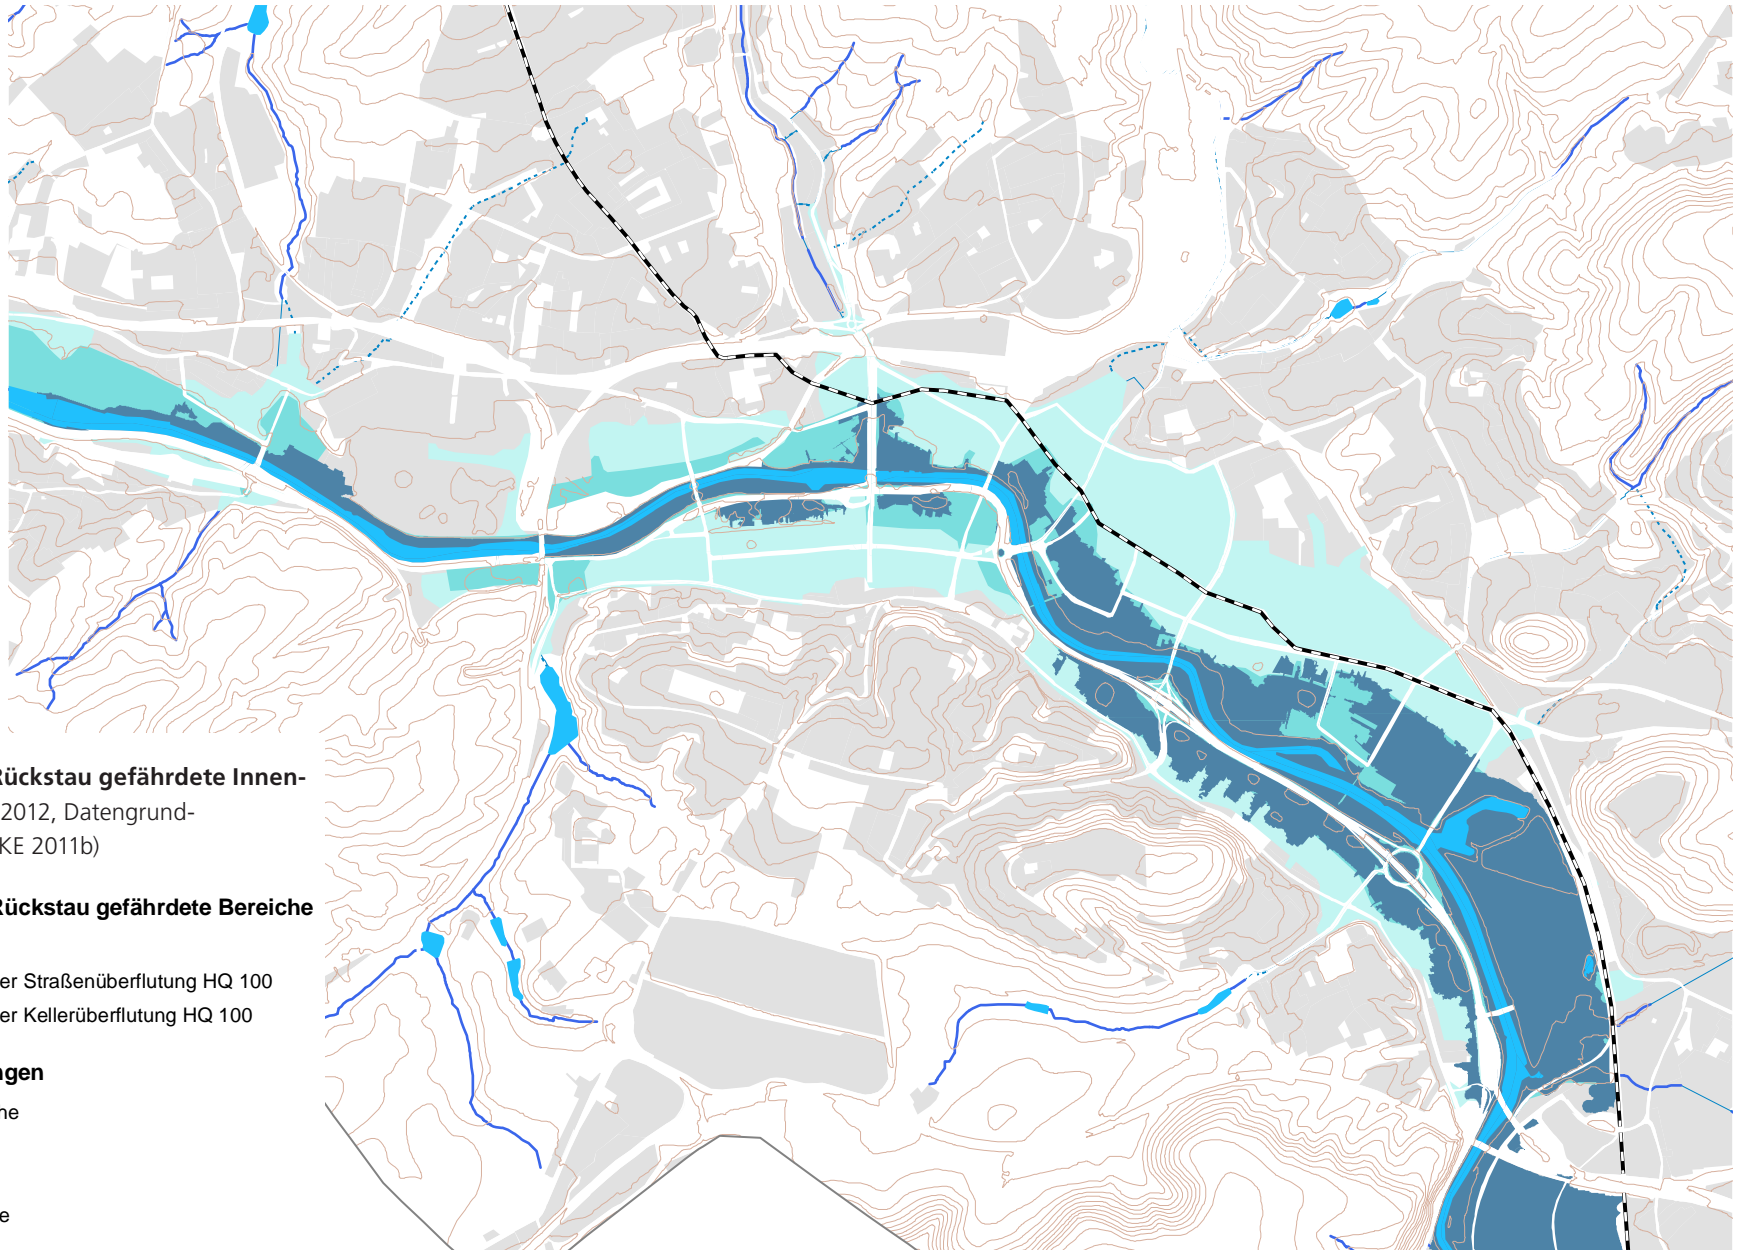 Rückstau gefährdete Innen-
2012, Datengrund-
KE 2011b)
Rückstau gefährdete Bereiche
er Straßenüberflutung HQ 100
er Kellerüberflutung HQ 100
ngen
he
e